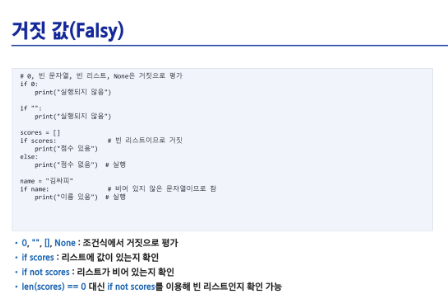 거짓 값(Falsy)
# 0, 빈 문자열, 빈 리스트, None은 거짓으로 평가
if 0:
    print("실행되지 않음")
if "":
    print("실행되지 않음")
scores = []
if scores:          # 빈 리스트이므로 거짓
    print("점수 있음")
else:
    print("점수 없음")  # 실행
name = "김싸피"
if name:          # 비어 있지 않은 문자열이므로 참
    print("이름 있음")  # 실행
• 0, "", [], None : 조건식에서 거짓으로 평가
• if scores : 리스트에 값이 있는지 확인
• if not scores : 리스트가 비어 있는지 확인
• len(scores) == 0 대신 if not scores를 이용해 빈 리스트인지 확인 가능